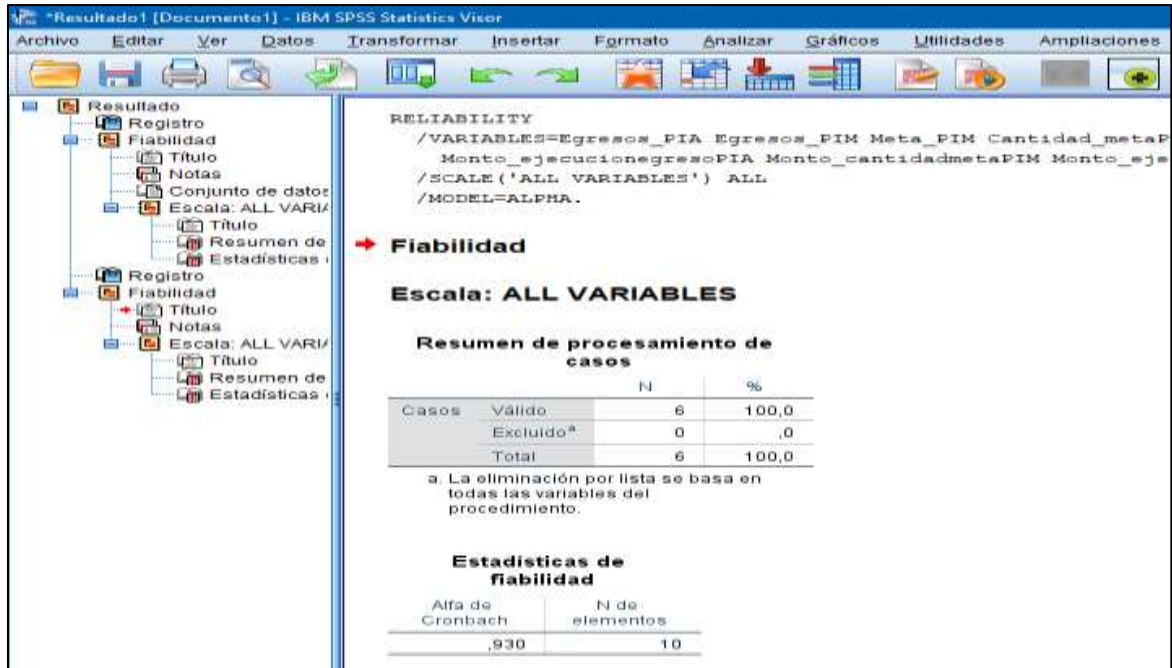 *Resultado1 [Documento1] - IBM SPSS Statistics Visor
Archivo Editar Ver Datos Transformar Insertar Formato Analizar Gráficos Utilidades Ampliaciones
Resultado
Registro
Fiabilidad
Título
Notas
Conjunto de datos
Escala: ALL VARIA
Título
Resumen de
Estadísticas
Registro
Fiabilidad
Título
Notas
Escala: ALL VARI
Título
Resumen de
Estadísticas
RELIABILITY
/VARIABLES=Egresos_PIA Egresos_PIM Meta_PIM Cantidad_metaP
Monto_ejecucionegresoPIA Monto_cantidadmetaPIM Monto_eje
/SCALE('ALL VARIABLES') ALL
/MODEL=ALPHA.
Fiabilidad
Escala: ALL VARIABLES
Resumen de procesamiento de
casos
N %
Casos Válido 6 100,0
Excluido^a 0 ,0
Total 6 100,0
a. La eliminación por lista se basa en
todas las variables del
procedimiento.
Estadísticas de
fiabilidad
Alfa de N de
Cronbach elementos
,930 10